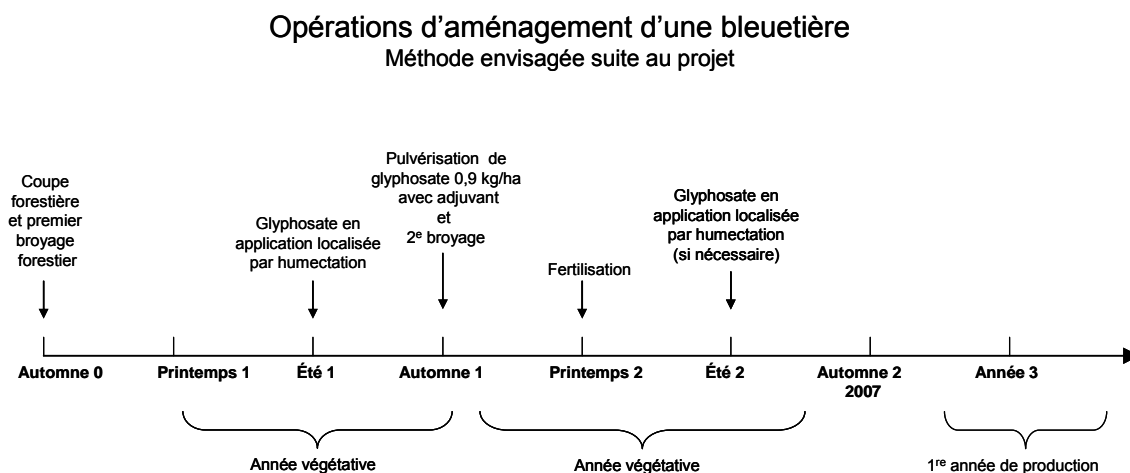 Opérations d'aménagement d'une bleuetière
Méthode envisagée suite au projet
Coupe
forestière
et premier
broyage
forestier
Glyphosate en
application localisée
par humectation
Pulvérisation de
glyphosate 0,9 kg/ha
avec adjuvant
et
2e broyage
Fertilisation
Glyphosate en
application localisée
par humectation
(si nécessaire)
Automne 0
Printemps 1
Été 1
Automne 1
Printemps 2
Été 2
Automne 2
2007
Année 3
Année végétative
Année végétative
1re année de production